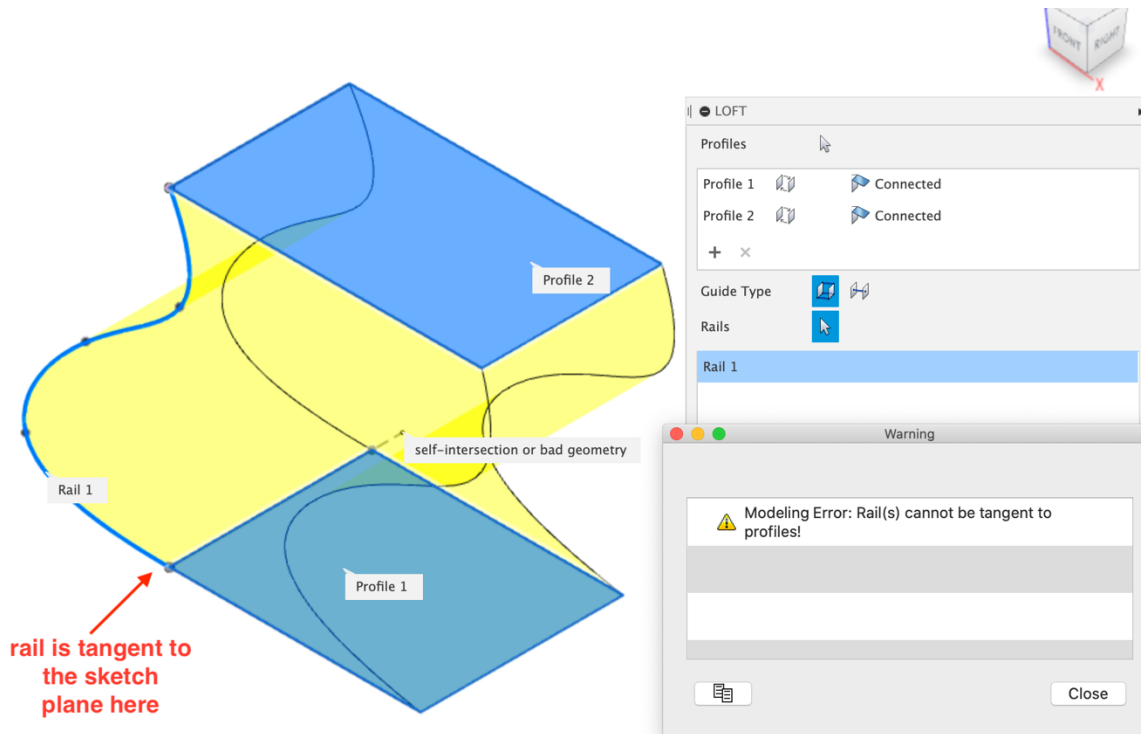 FRONT
RIGHT
X
LOFT
Profiles
Profile 1
Connected
Profile 2
Connected
Guide Type
Rails
Rail 1
Profile 2
self-intersection or bad geometry
Rail 1
Profile 1
rail is tangent to
the sketch
plane here
Warning
Modeling Error: Rail(s) cannot be tangent to
profiles!
Close